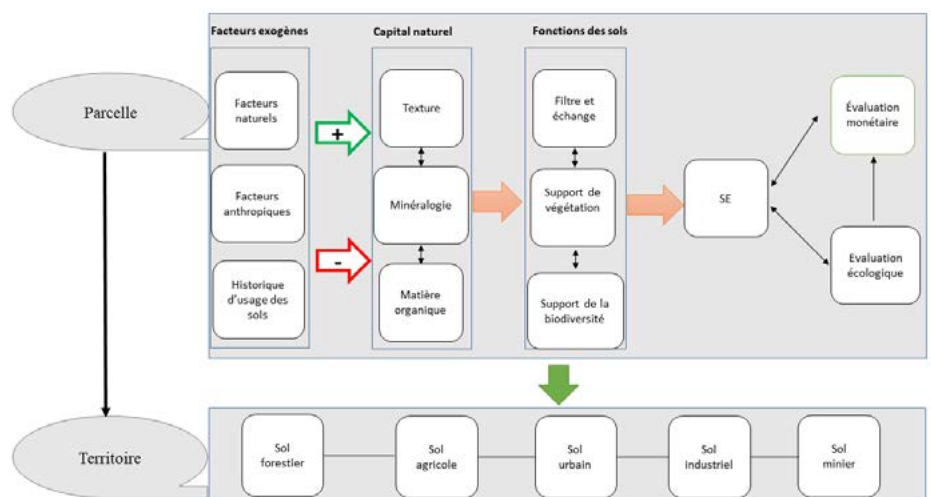 Facteurs exogènes
Capital naturel
Fonctions des sols
Parcelle
Facteurs
naturels
Facteurs
anthropiques
Historique
d'usage des
sols
+
-
Texture
Minéralogie
Matière
organique
Filtre et
échange
Support de
végétation
Support de la
biodiversité
SE
Évaluation
monétaire
Evaluation
écologique
Territoire
Sol
forestier
Sol
agricole
Sol
urbain
Sol
industriel
Sol
minier